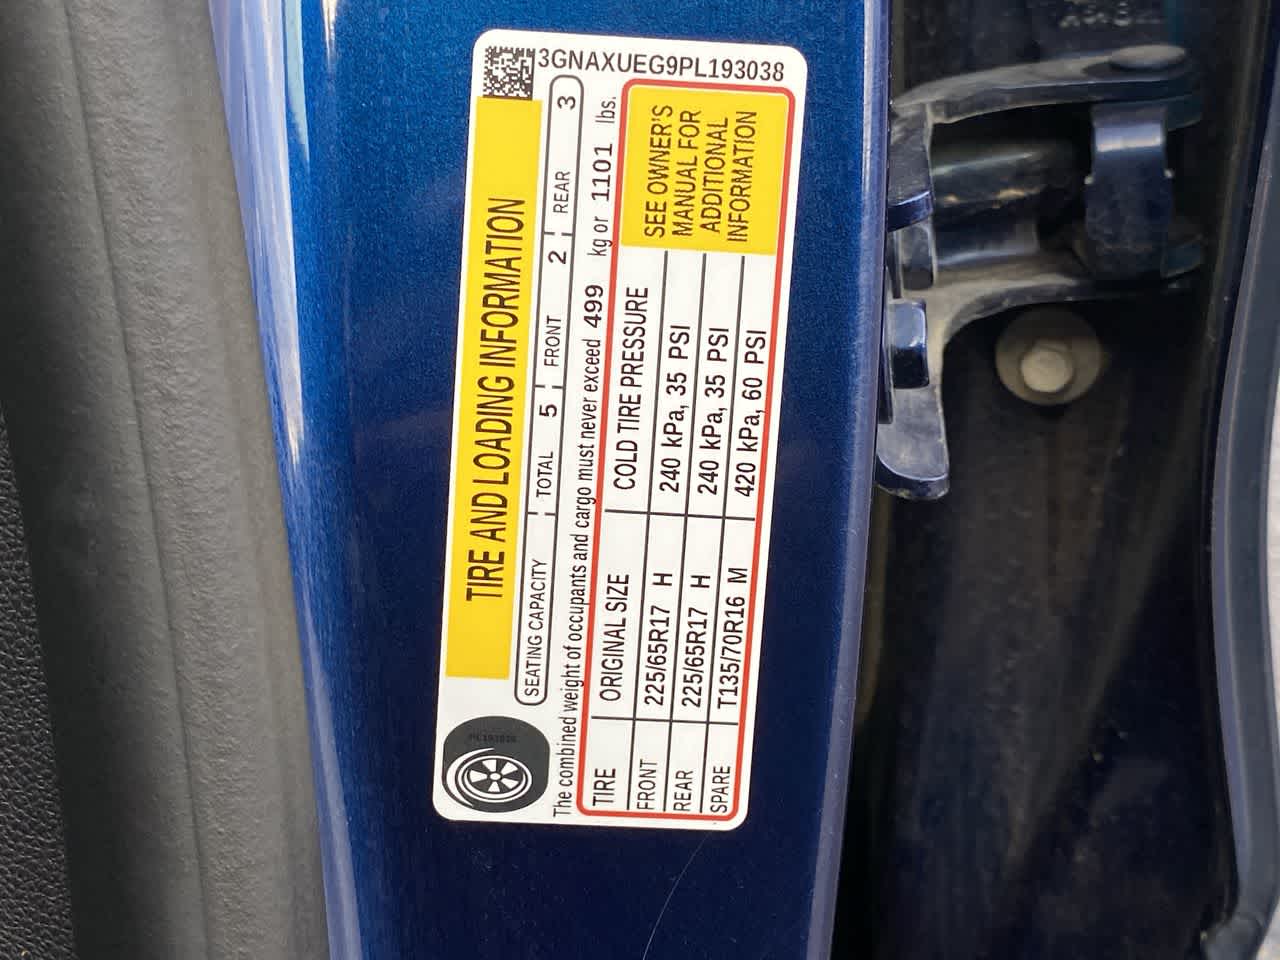 3GNAXUEG9PL193038
TIRE AND LOADING INFORMATION
SEATING CAPACITY TOTAL 5 FRONT 2 REAR 3
The combined weight of occupants and cargo must never exceed 499 kg or 1101 lbs.
TIRE ORIGINAL SIZE COLD TIRE PRESSURE
FRONT 225/65R17 H 240 kPa, 35 PSI
REAR 225/65R17 H 240 kPa, 35 PSI
SPARE T135/70R16 M 420 kPa, 60 PSI
SEE OWNER'S
MANUAL FOR
ADDITIONAL
INFORMATION
PL193038